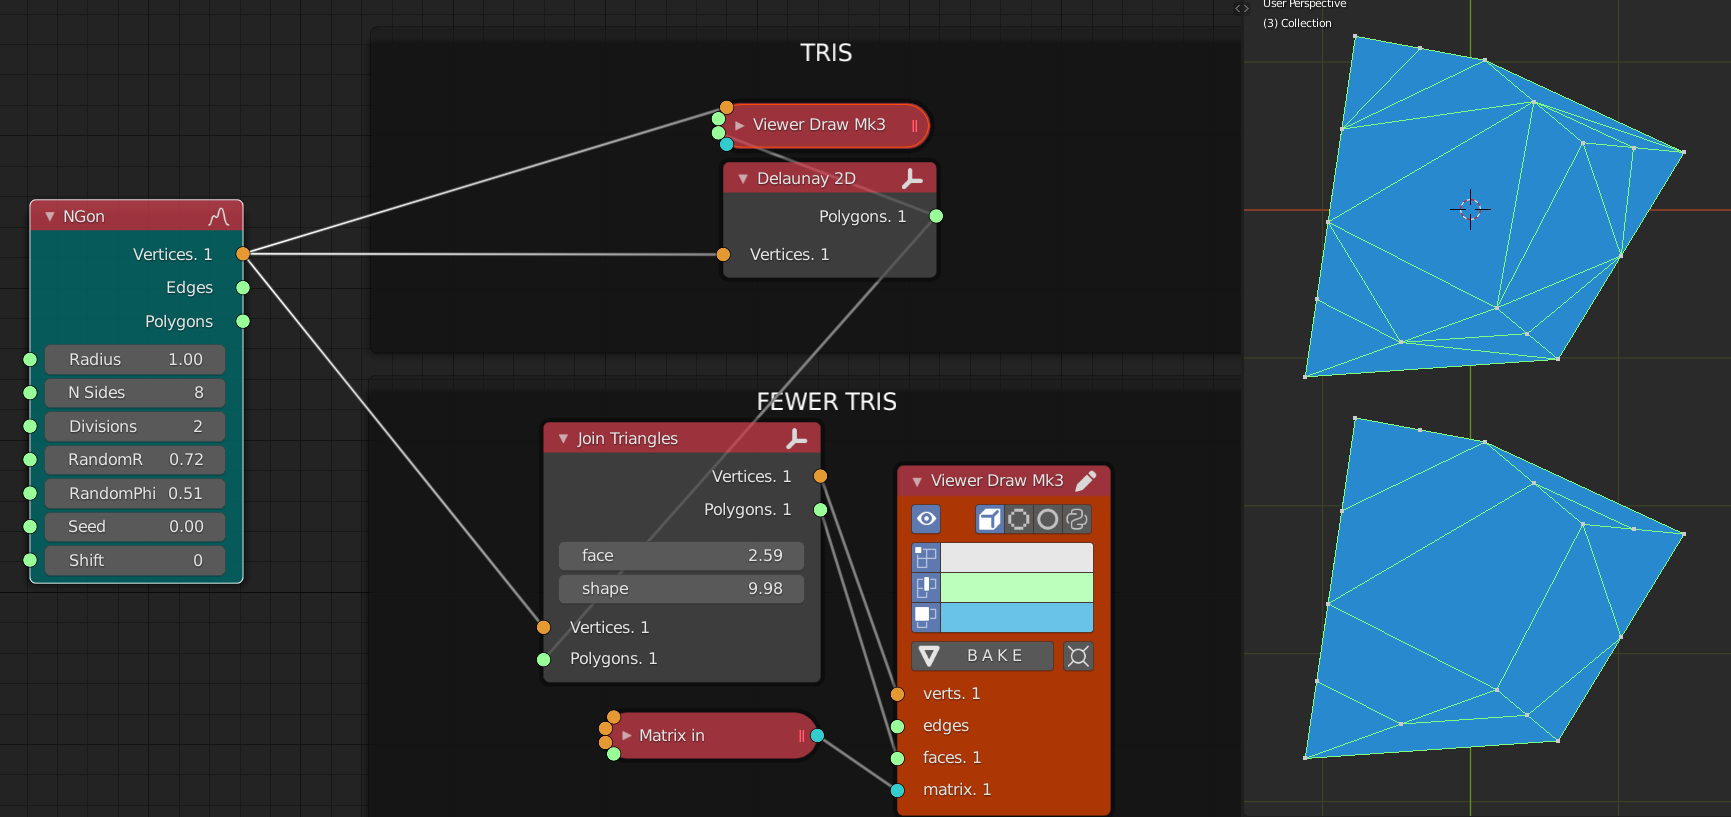 User Perspective
(3) Collection
TRIS
Viewer Draw Mk3
Delaunay 2D
Polygons. 1
Vertices. 1
NGon
Vertices. 1
Edges
Polygons
Radius 1.00
N Sides 8
Divisions 2
RandomR 0.72
RandomPhi 0.51
Seed 0.00
Shift 0
FEWER TRIS
Join Triangles
Vertices. 1
Polygons. 1
face 2.59
shape 9.98
Vertices. 1
Polygons. 1
Matrix in
Viewer Draw Mk3
BAKE
verts. 1
edges
faces. 1
matrix. 1